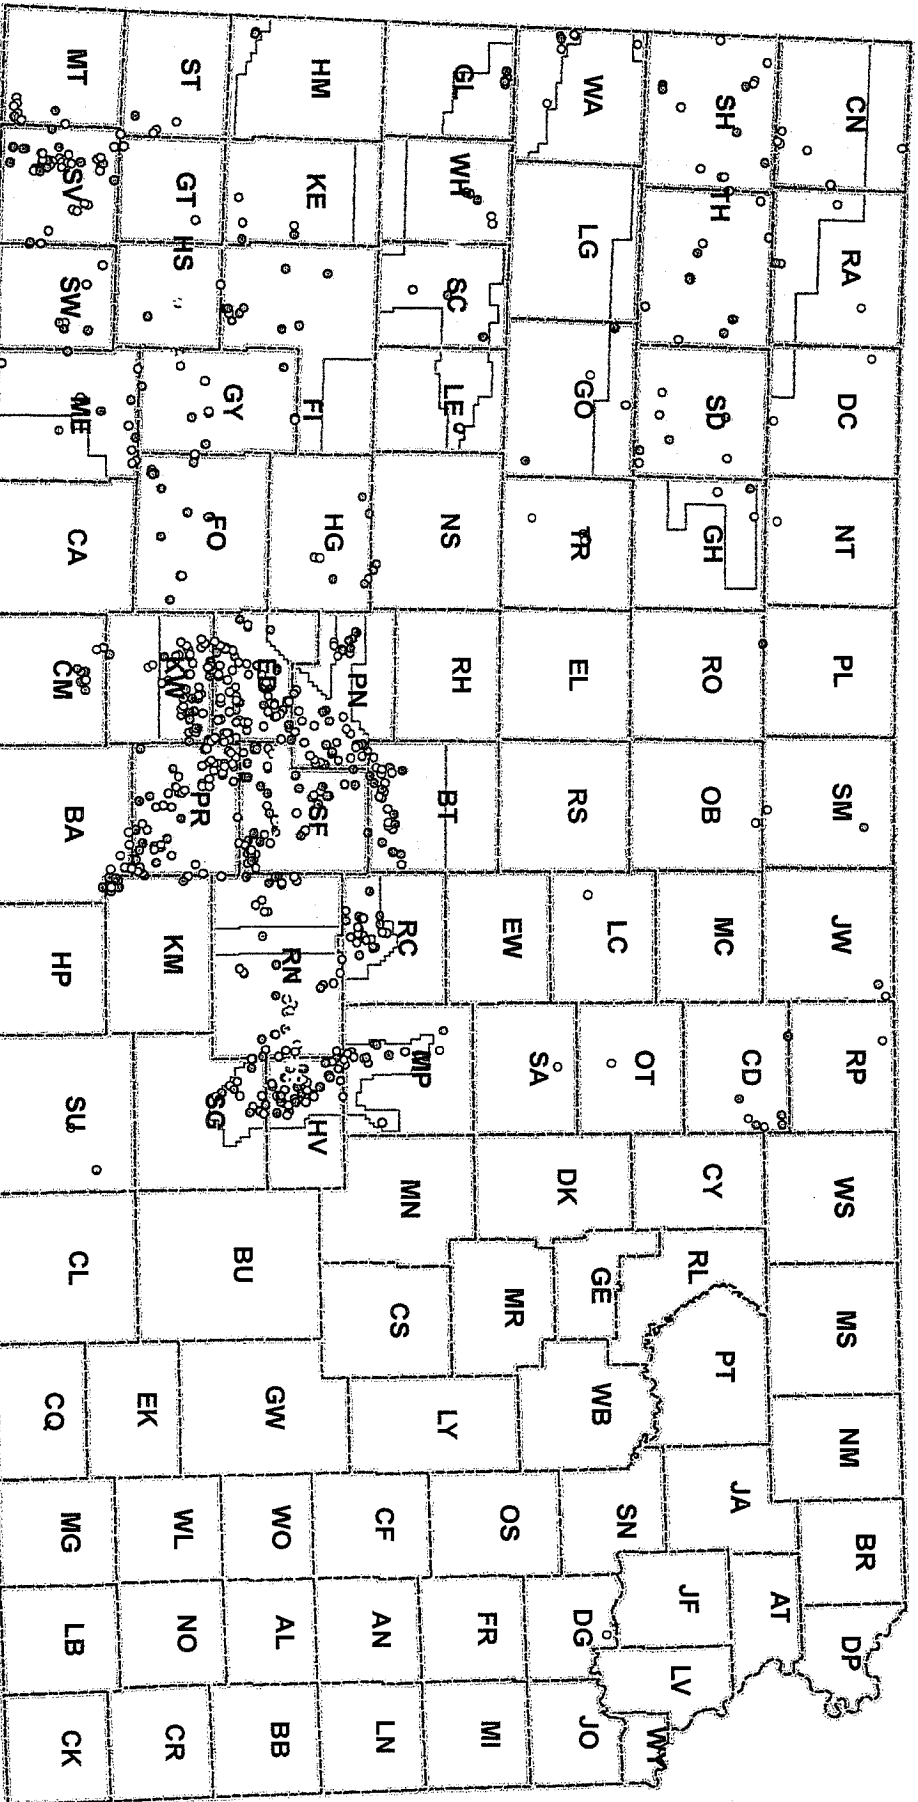 CN
RA
DC
NT
PL
SM
JW
RP
WS
MS
NM
BR
DP
SH
TH
SD
GH
RO
OB
MC
CD
CY
RL
PT
JA
AT
JF
LV
WY
WA
LG
GO
TR
EL
RS
LC
OT
SA
DK
GE
WB
SN
DG
JO
GL
WH
SC
LE
NS
RH
BT
EW
RC
MP
MN
MR
CS
LY
OS
FR
MI
HM
KE
FI
HG
PN
SF
RN
HV
BU
GW
CF
AN
LN
ST
GT
HS
GY
FO
ED
KW
PR
KM
SG
EK
WO
AL
BB
WL
NO
CR
MT
SV
SW
ME
CA
CM
BA
HP
SU
CL
CQ
MG
LB
CK